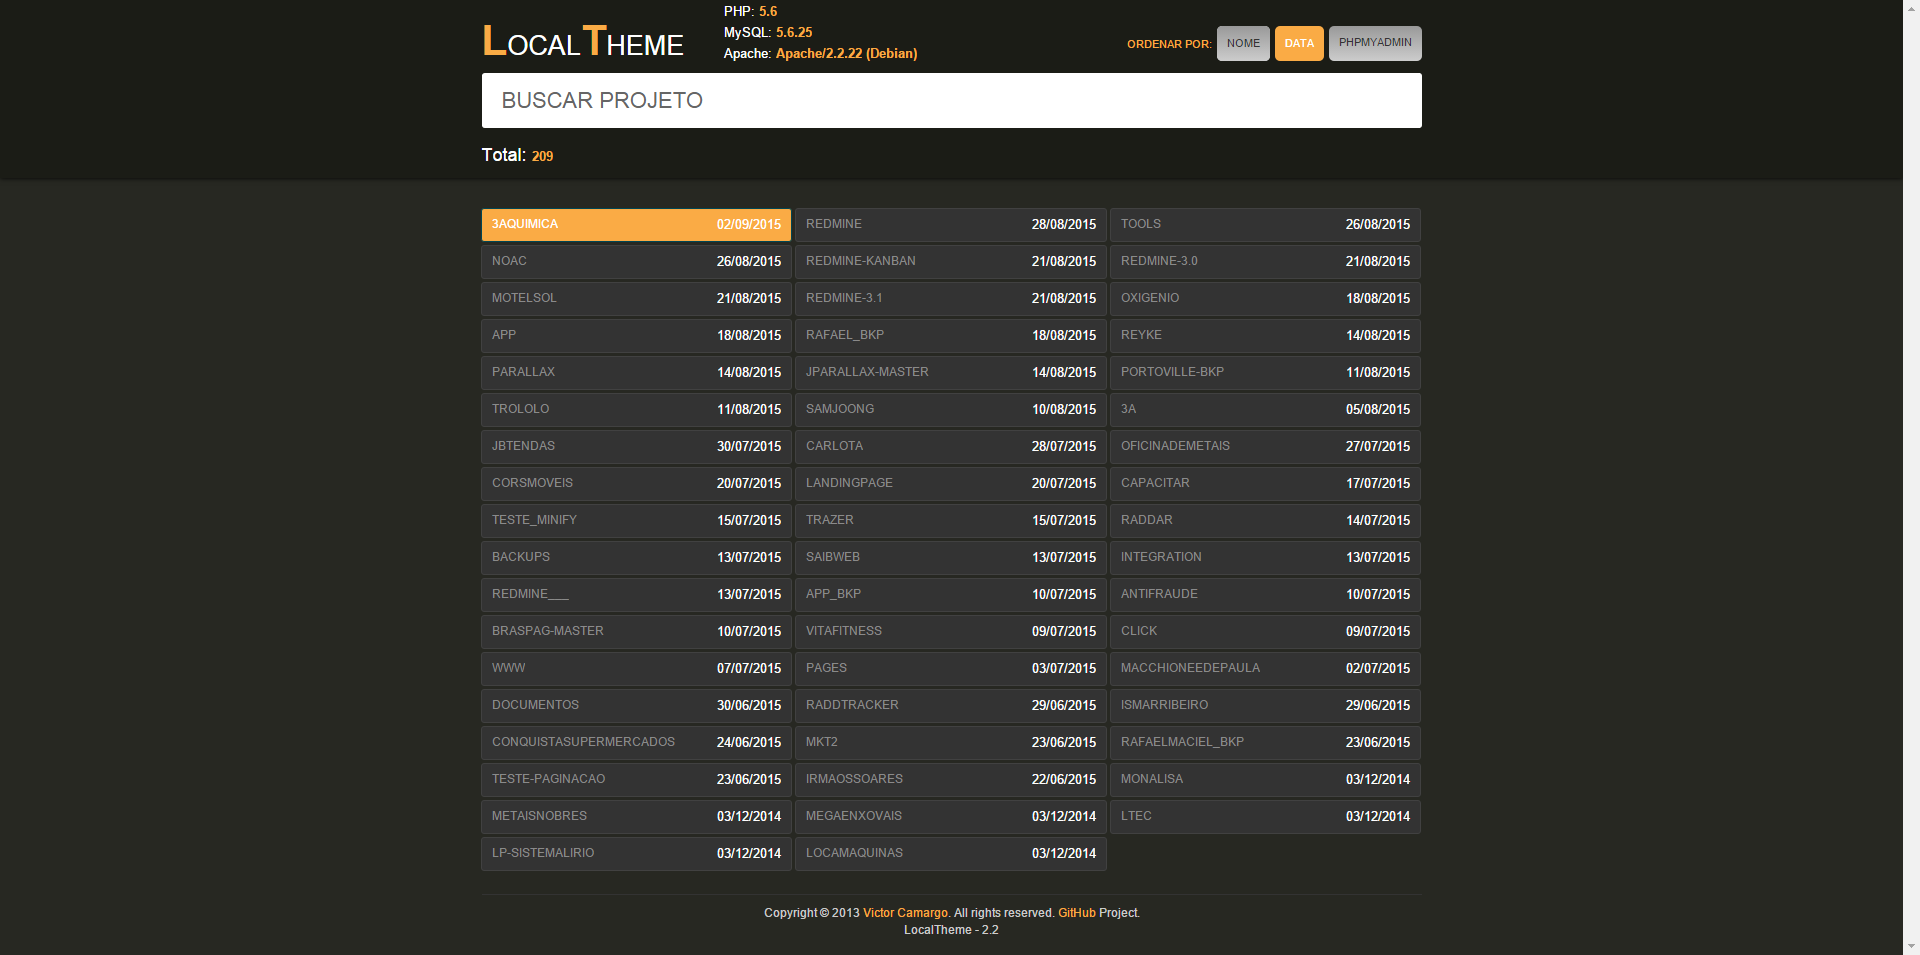 LOCALTHEME
PHP: 5.6
MySQL: 5.6.25
Apache: Apache/2.2.22 (Debian)
ORDENAR POR: NOME DATA PHPMYADMIN
BUSCAR PROJETO
Total: 209
3AQUIMICA 02/09/2015 REDMINE 28/08/2015 TOOLS 26/08/2015
NOAC 26/08/2015 REDMINE-KANBAN 21/08/2015 REDMINE-3.0 21/08/2015
MOTELSOL 21/08/2015 REDMINE-3.1 21/08/2015 OXIGENIO 18/08/2015
APP 18/08/2015 RAFAEL_BKP 18/08/2015 REYKE 14/08/2015
PARALLAX 14/08/2015 JPARALLAX-MASTER 14/08/2015 PORTOVILLE-BKP 11/08/2015
TROLOLO 11/08/2015 SAMJOONG 10/08/2015 3A 05/08/2015
JBTENDAS 30/07/2015 CARLOTA 28/07/2015 OFICINADEMETAIS 27/07/2015
CORSMOVEIS 20/07/2015 LANDINGPAGE 20/07/2015 CAPACITAR 17/07/2015
TESTE_MINIFY 15/07/2015 TRAZER 15/07/2015 RADDAR 14/07/2015
BACKUPS 13/07/2015 SAIBWEB 13/07/2015 INTEGRATION 13/07/2015
REDMINE___ 13/07/2015 APP_BKP 10/07/2015 ANTIFRAUDE 10/07/2015
BRASPAG-MASTER 10/07/2015 VITAFITNESS 09/07/2015 CLICK 09/07/2015
WWW 07/07/2015 PAGES 03/07/2015 MACCHIONEEDEPAULA 02/07/2015
DOCUMENTOS 30/06/2015 RADDTRACKER 29/06/2015 ISMARRIBEIRO 29/06/2015
CONQUISTASUPERMERCADOS 24/06/2015 MKT2 23/06/2015 RAFAELMACIEL_BKP 23/06/2015
TESTE-PAGINACAO 23/06/2015 IRMAOSSOARES 22/06/2015 MONALISA 03/12/2014
METAISNOBRES 03/12/2014 MEGAENXOVAIS 03/12/2014 LTEC 03/12/2014
LP-SISTEMALIRIO 03/12/2014 LOCAMAQUINAS 03/12/2014
Copyright © 2013 Victor Camargo. All rights reserved. GitHub Project.
LocalTheme - 2.2